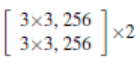 [ 3×3, 256
3×3, 256 ] ×2